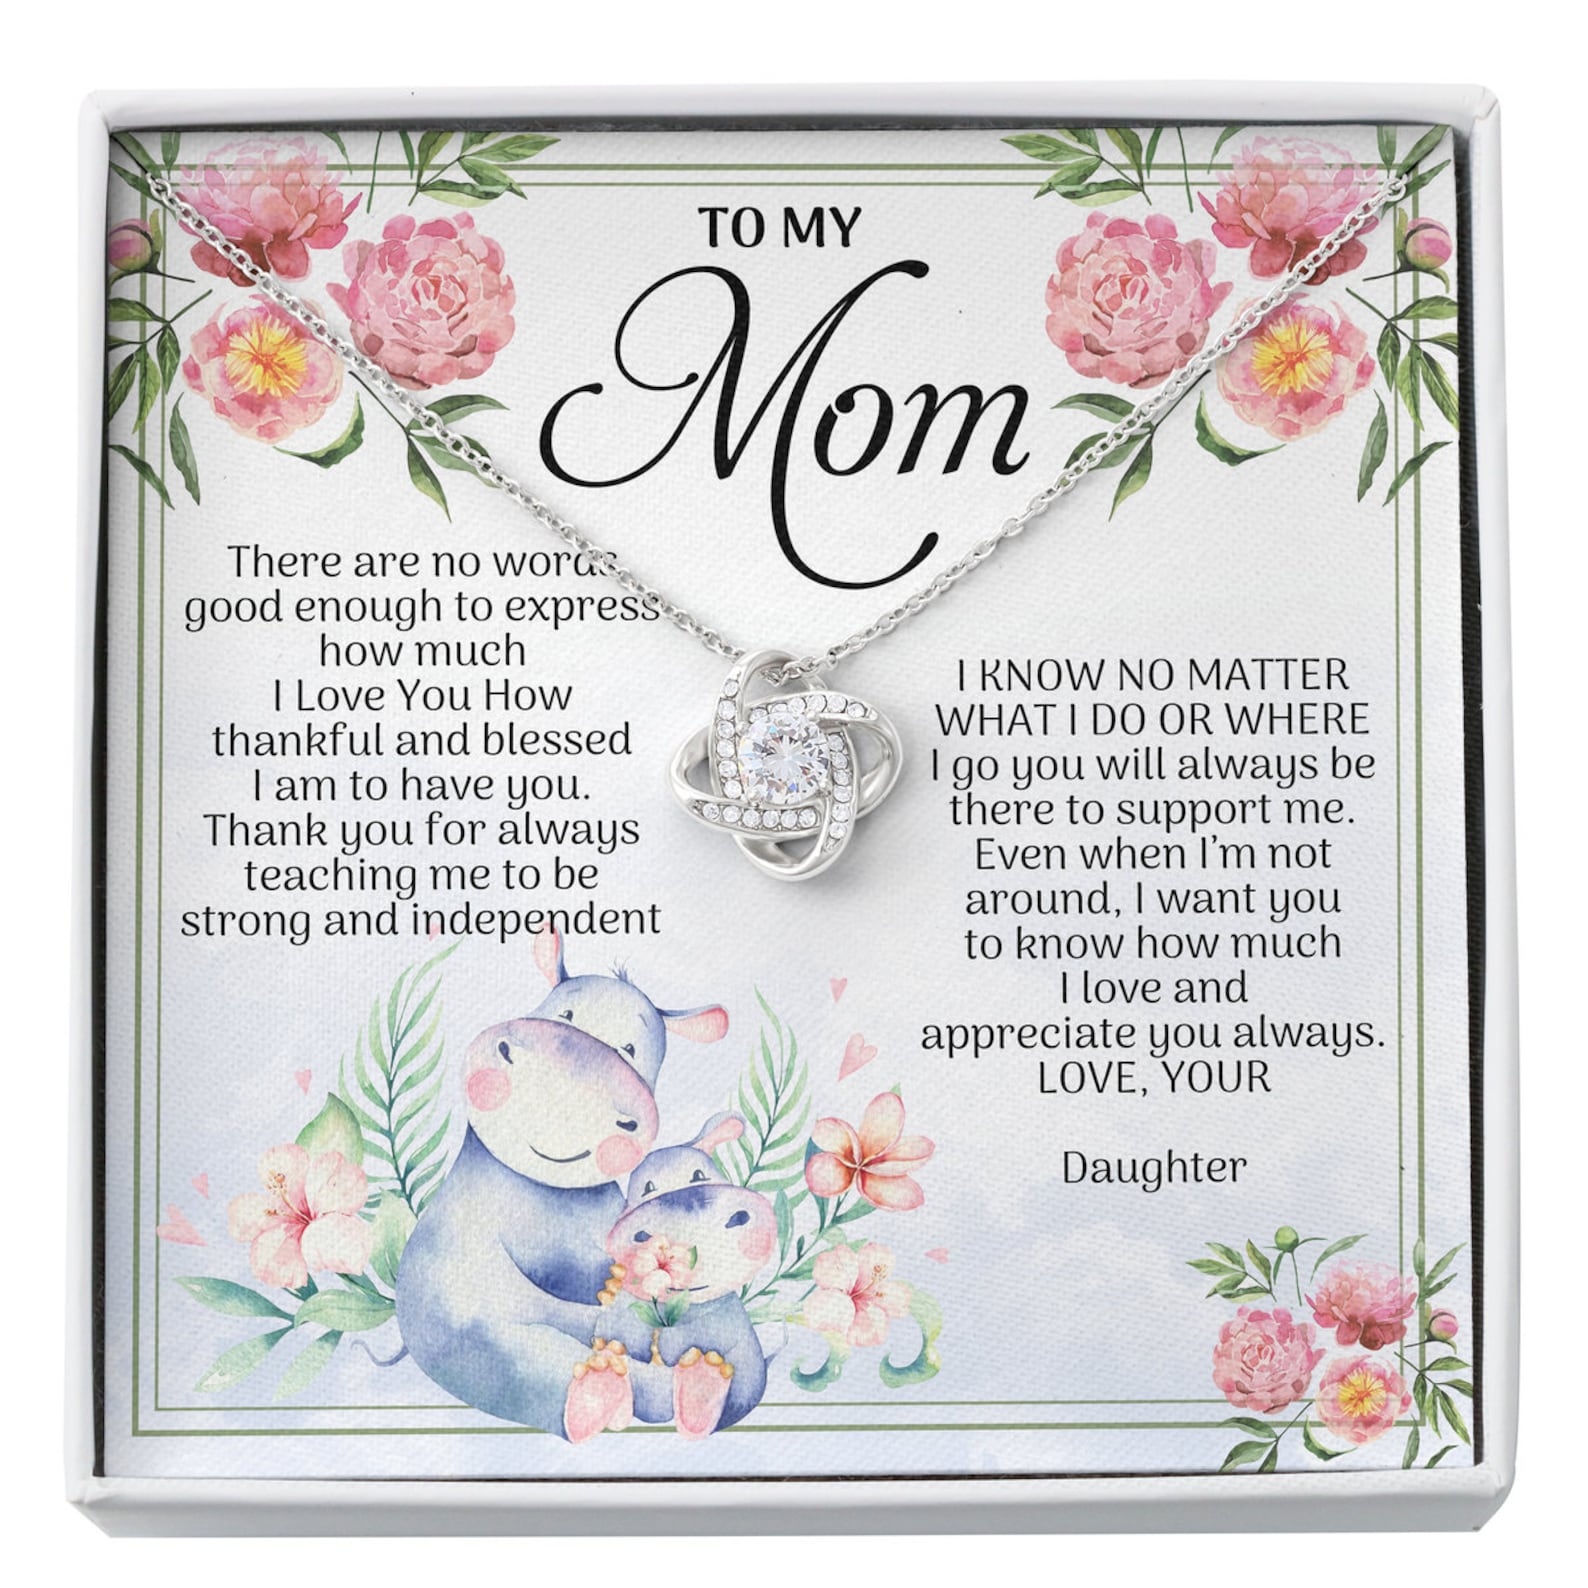 TO MY
Mom
There are no words
good enough to express
how much
I Love You How
thankful and blessed
I am to have you.
Thank you for always
teaching me to be
strong and independent
I KNOW NO MATTER
WHAT I DO OR WHERE
I go you will always be
there to support me.
Even when I'm not
around, I want you
to know how much
I love and
appreciate you always.
LOVE, YOUR
Daughter